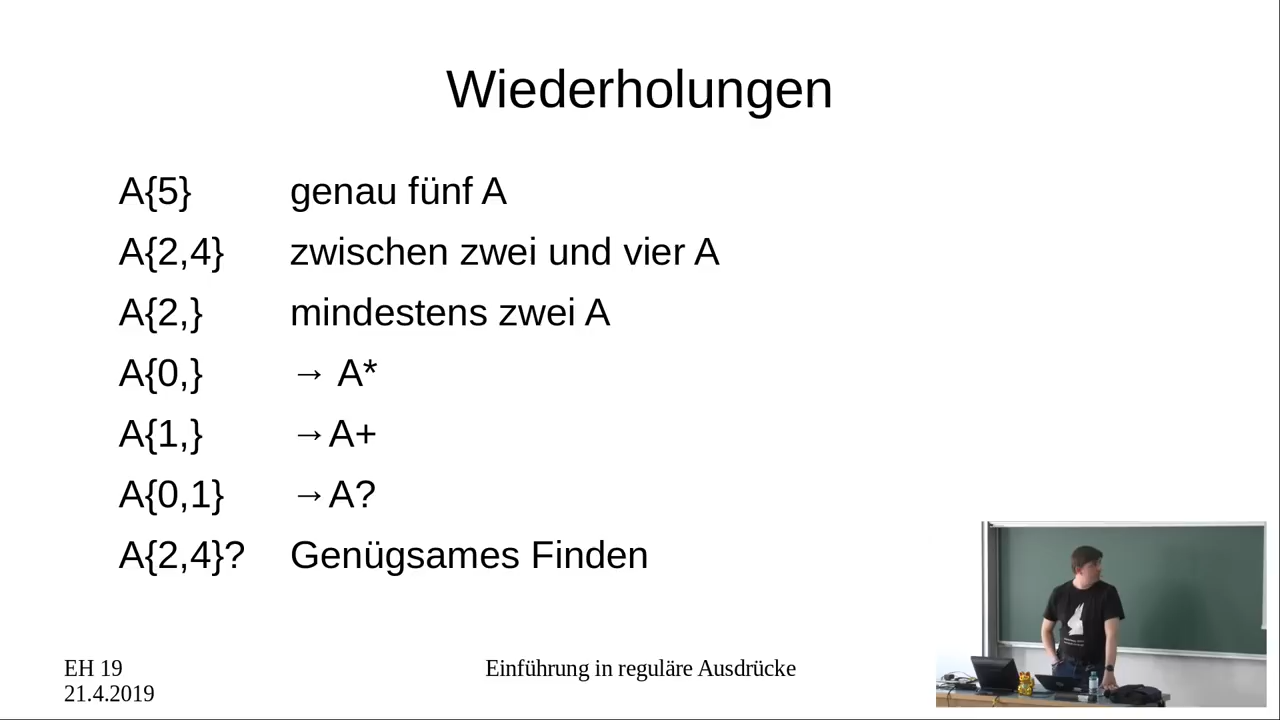 Wiederholungen
A{5} genau fünf A
A{2,4} zwischen zwei und vier A
A{2,} mindestens zwei A
A{0,} → A*
A{1,} →A+
A{0,1} →A?
A{2,4}? Genügsames Finden
EH 19
21.4.2019
Einführung in reguläre Ausdrücke